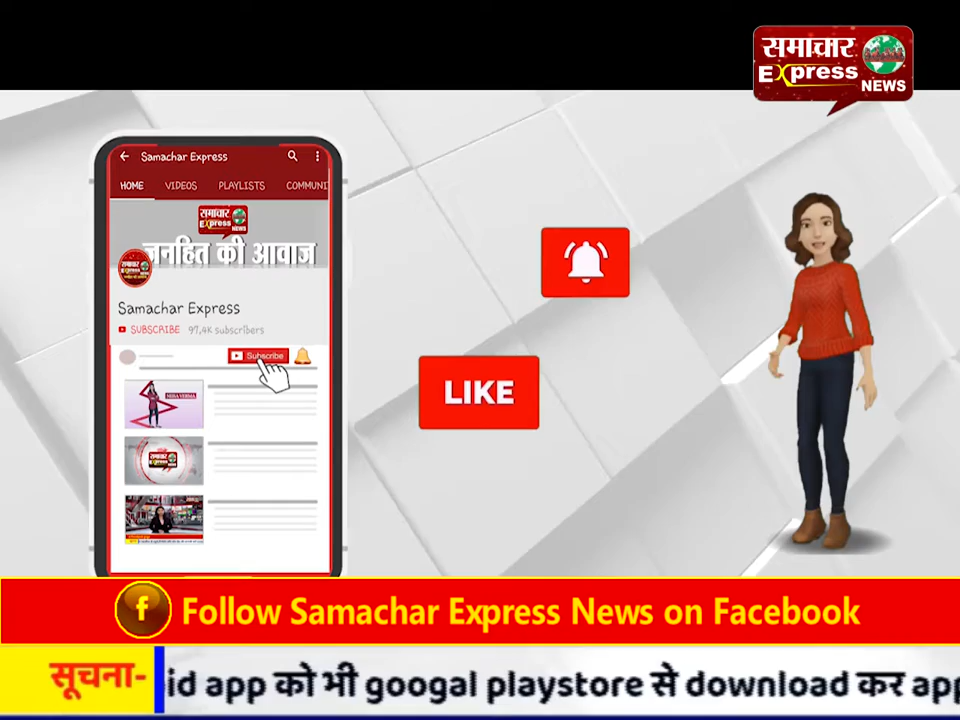 समाचार
Express
NEWS
Samachar Express
HOME VIDEOS PLAYLISTS COMMUNI
समाचार
Express
NEWS
जनहित की आवाज
Samachar Express
SUBSCRIBE 97.4K subscribers
Subscribe
LIKE
f Follow Samachar Express News on Facebook
सूचना- id app को भी googal playstore से download कर app